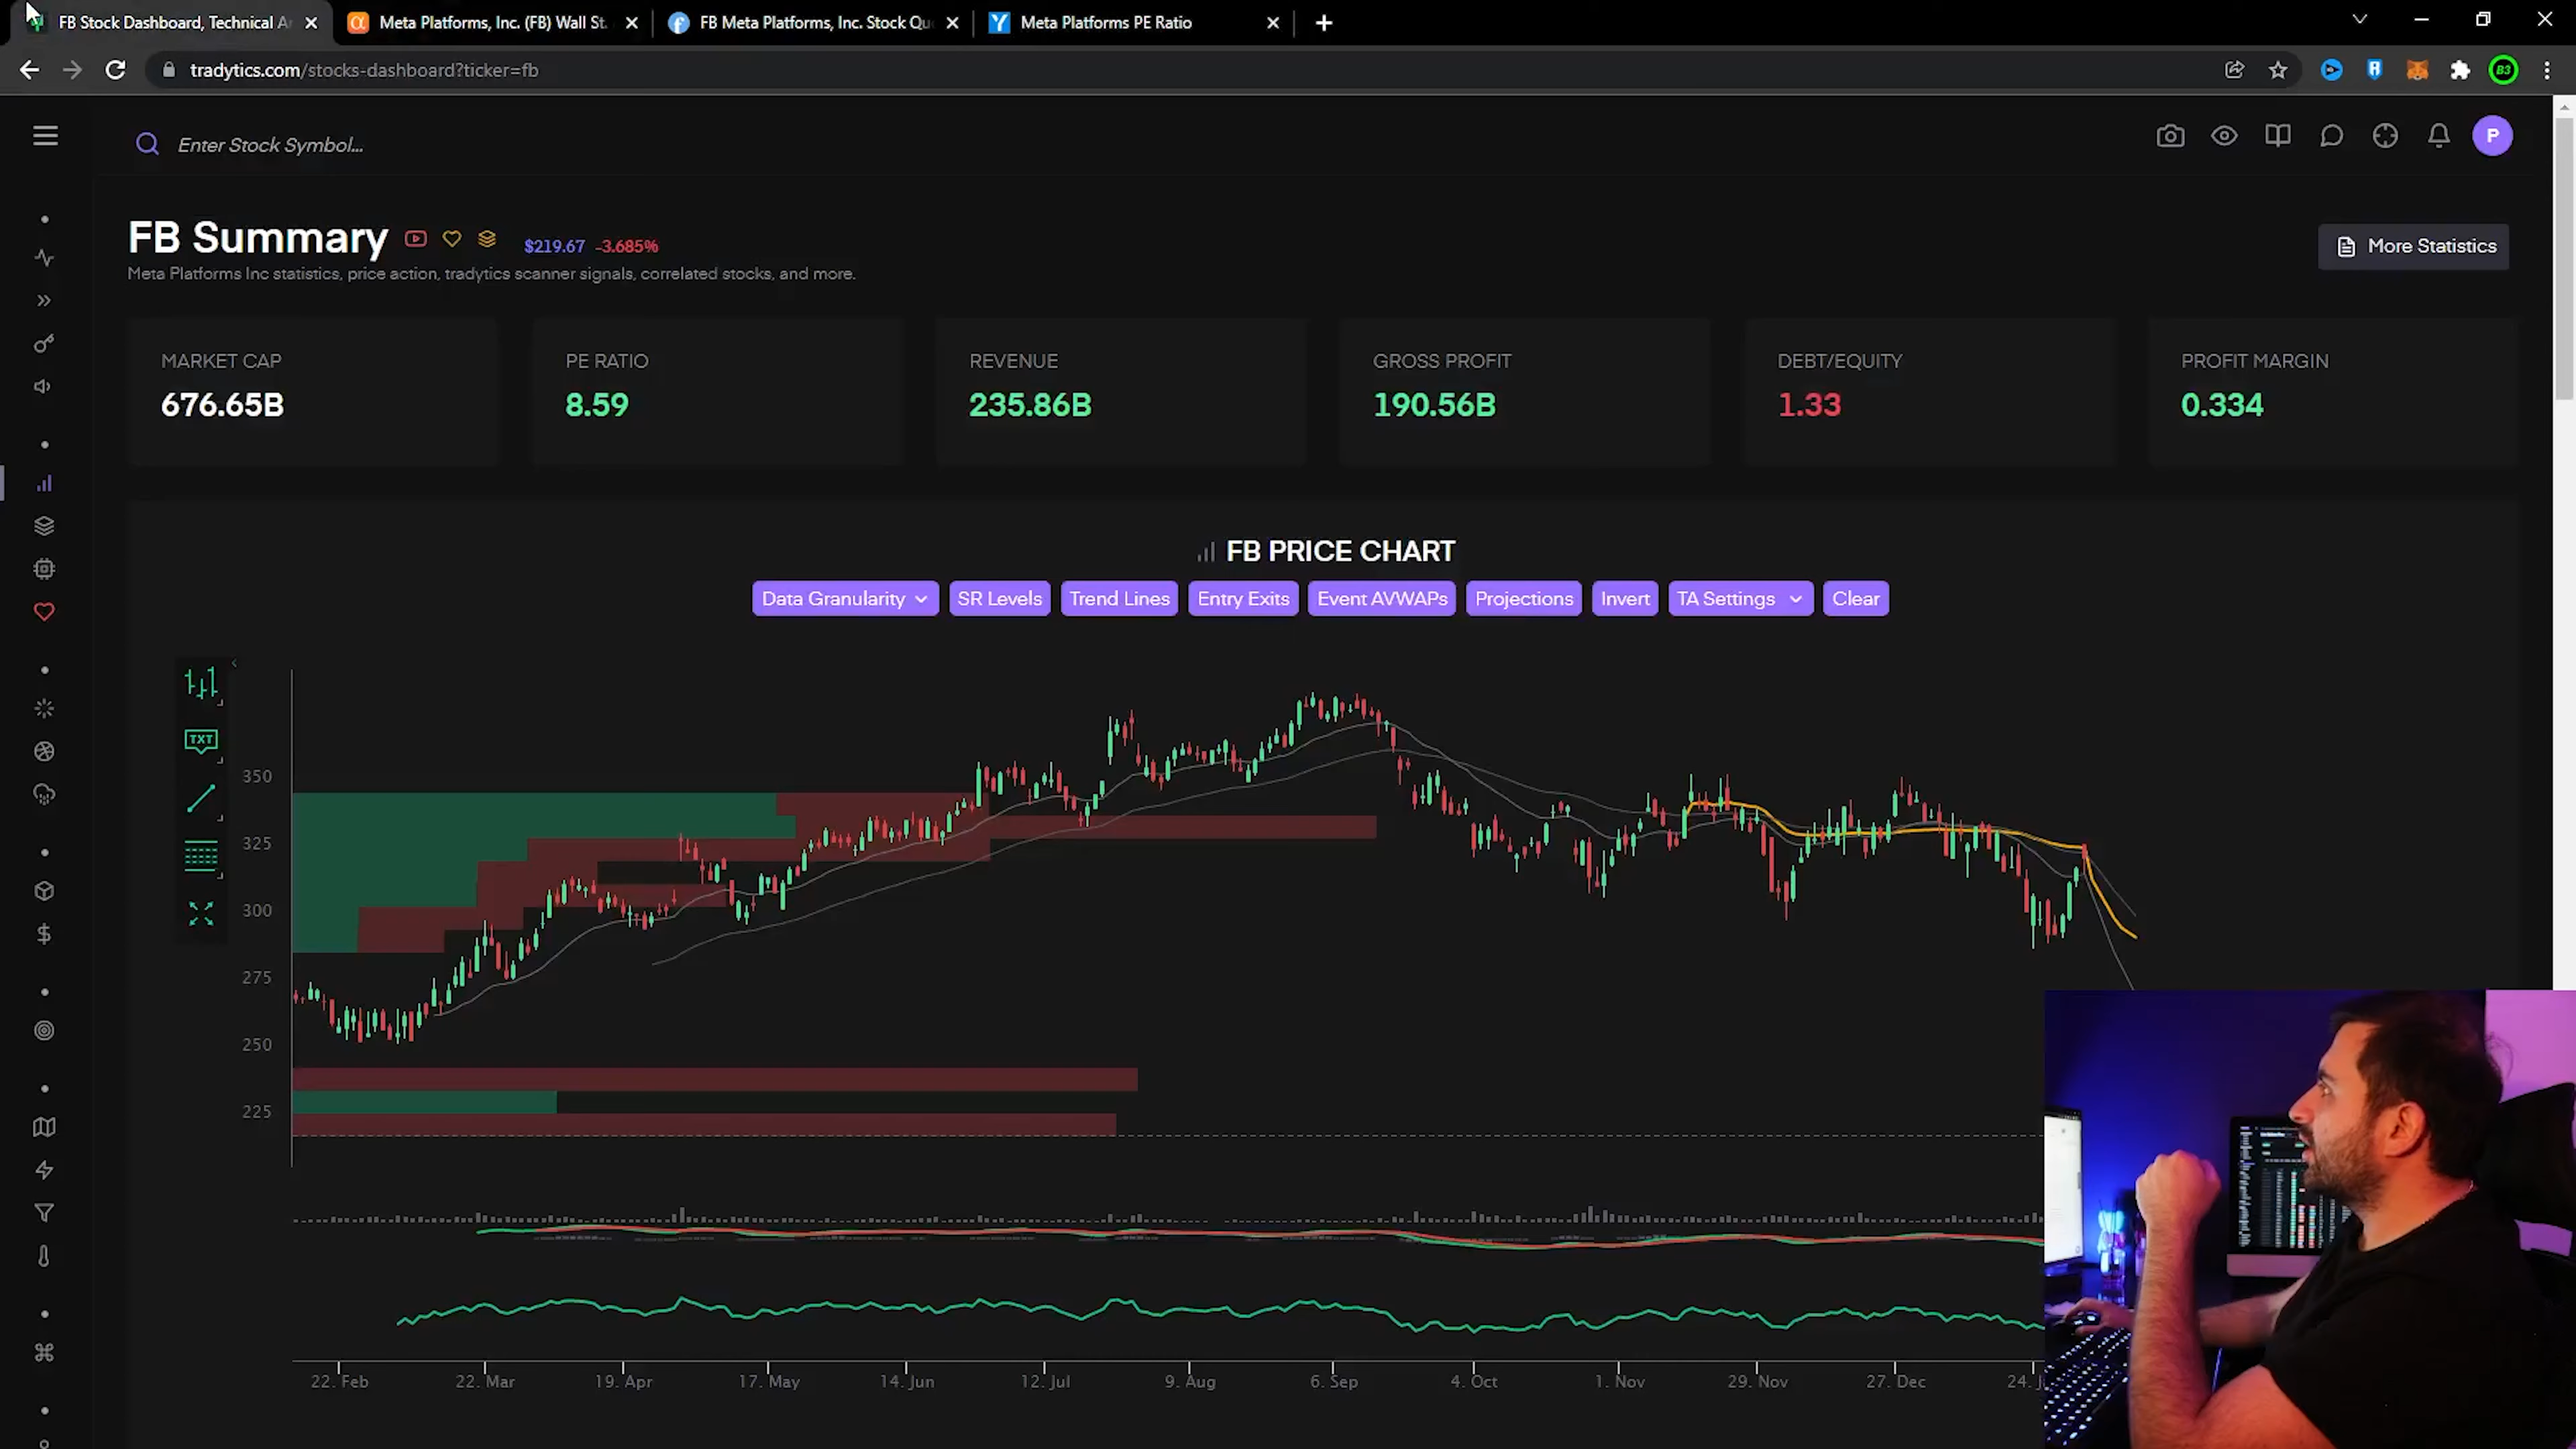 FB Stock Dashboard, Technical A
Meta Platforms, Inc. (FB) Wall St.
FB Meta Platforms, Inc. Stock Qu
Meta Platforms PE Ratio
tradytics.com/stocks-dashboard?ticker=fb
B3
Enter Stock Symbol...
P
FB Summary $219.67 -3.685%
Meta Platforms Inc statistics, price action, tradytics scanner signals, correlated stocks, and more.
More Statistics
MARKET CAP
676.65B
PE RATIO
8.59
REVENUE
235.86B
GROSS PROFIT
190.56B
DEBT/EQUITY
1.33
PROFIT MARGIN
0.334
FB PRICE CHART
Data Granularity SR Levels Trend Lines Entry Exits Event AVWAPs Projections Invert TA Settings Clear
TXT
350
325
300
275
250
225
22. Feb 22. Mar 19. Apr 17. May 14. Jun 12. Jul 9. Aug 6. Sep 4. Oct 1. Nov 29. Nov 27. Dec 24. J